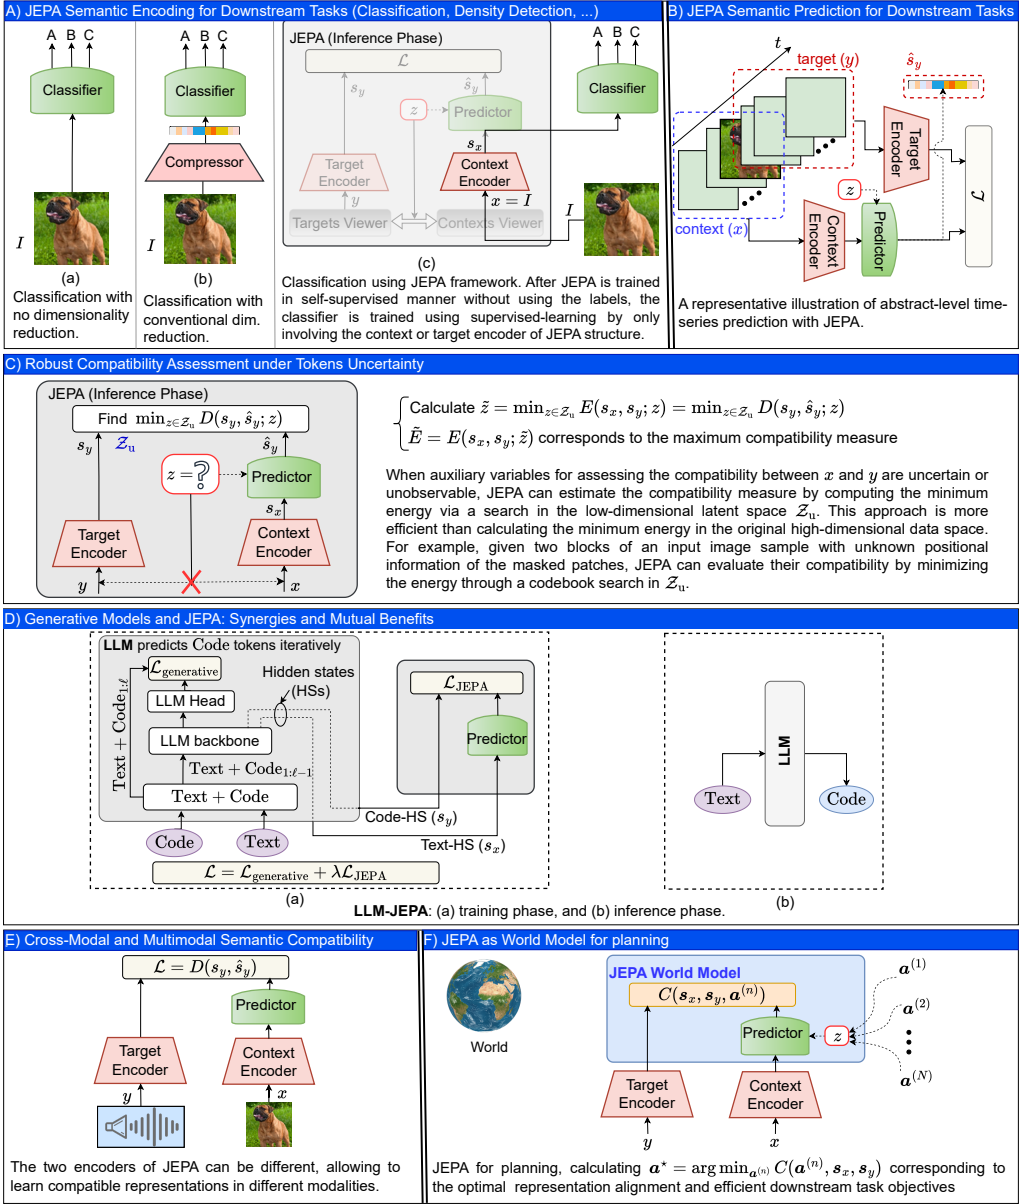 A) JEPA Semantic Encoding for Downstream Tasks (Classification, Density Detection, ...)
A B C
Classifier
I
(a)
Classification with
no dimensionality
reduction.
A B C
Classifier
Compressor
I
(b)
Classification with
conventional dim.
reduction.
JEPA (Inference Phase)
ℒ
s_y
ŝ_y
z
Predictor
s_x
Target
Encoder
Context
Encoder
y
x = I
Targets Viewer
Contexts Viewer
A B C
Classifier
I
(c)
Classification using JEPA framework. After JEPA is trained
in self-supervised manner without using the labels, the
classifier is trained using supervised-learning by only
involving the context or target encoder of JEPA structure.
B) JEPA Semantic Prediction for Downstream Tasks
t
target (y)
ŝ_y
Target
Encoder
z
context (x)
Context
Encoder
Predictor
𝒥
A representative illustration of abstract-level time-
series prediction with JEPA.
C) Robust Compatibility Assessment under Tokens Uncertainty
JEPA (Inference Phase)
Find min_{z∈𝒵_u} D(s_y, ŝ_y; z)
s_y
𝒵_u
ŝ_y
z = ?
Predictor
s_x
Target
Encoder
Context
Encoder
y
x
Calculate z̃ = min_{z∈𝒵_u} E(s_x, s_y; z) = min_{z∈𝒵_u} D(s_y, ŝ_y; z)
Ẽ = E(s_x, s_y; z̃) corresponds to the maximum compatibility measure
When auxiliary variables for assessing the compatibility between x and y are uncertain or
unobservable, JEPA can estimate the compatibility measure by computing the minimum
energy via a search in the low-dimensional latent space 𝒵_u. This approach is more
efficient than calculating the minimum energy in the original high-dimensional data space.
For example, given two blocks of an input image sample with unknown positional
information of the masked patches, JEPA can evaluate their compatibility by minimizing
the energy through a codebook search in 𝒵_u.
D) Generative Models and JEPA: Synergies and Mutual Benefits
LLM predicts Code tokens iteratively
ℒ_generative
Hidden states
(HSs)
LLM Head
Text + Code_{1:ℓ}
LLM backbone
Text + Code_{1:ℓ−1}
Text + Code
Code
Text
ℒ_JEPA
Predictor
Code-HS (s_y)
Text-HS (s_x)
ℒ = ℒ_generative + λℒ_JEPA
(a)
LLM
Text
Code
(b)
LLM-JEPA: (a) training phase, and (b) inference phase.
E) Cross-Modal and Multimodal Semantic Compatibility
ℒ = D(s_y, ŝ_y)
Predictor
Target
Encoder
Context
Encoder
y
x
The two encoders of JEPA can be different, allowing to
learn compatible representations in different modalities.
F) JEPA as World Model for planning
World
JEPA World Model
C(s_x, s_y, a^{(n)})
Predictor
z
a^{(1)}
a^{(2)}
a^{(N)}
Target
Encoder
Context
Encoder
y
x
JEPA for planning, calculating a^⋆ = arg min_{a^{(n)}} C(a^{(n)}, s_x, s_y) corresponding to
the optimal representation alignment and efficient downstream task objectives